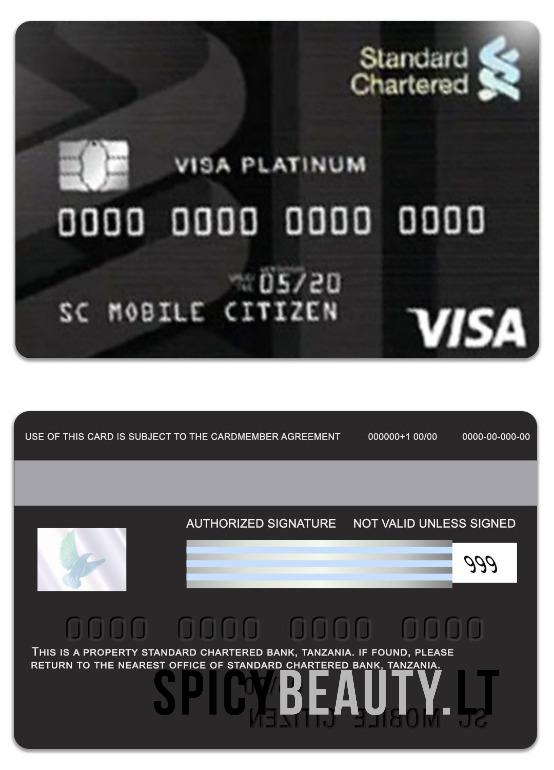 Standard
Chartered
VISA PLATINUM
0000 0000 0000 0000
05/20
SC MOBILE CITIZEN
VISA
USE OF THIS CARD IS SUBJECT TO THE CARDMEMBER AGREEMENT 000000+1 00/00 0000-00-000-00
AUTHORIZED SIGNATURE NOT VALID UNLESS SIGNED
999
0000 0000 0000 0000
THIS IS A PROPERTY STANDARD CHARTERED BANK, TANZANIA. IF FOUND, PLEASE
RETURN TO THE NEAREST OFFICE OF STANDARD CHARTERED BANK, TANZANIA.
SPICYBEAUTY.LT
SC MOBILE CITIZEN